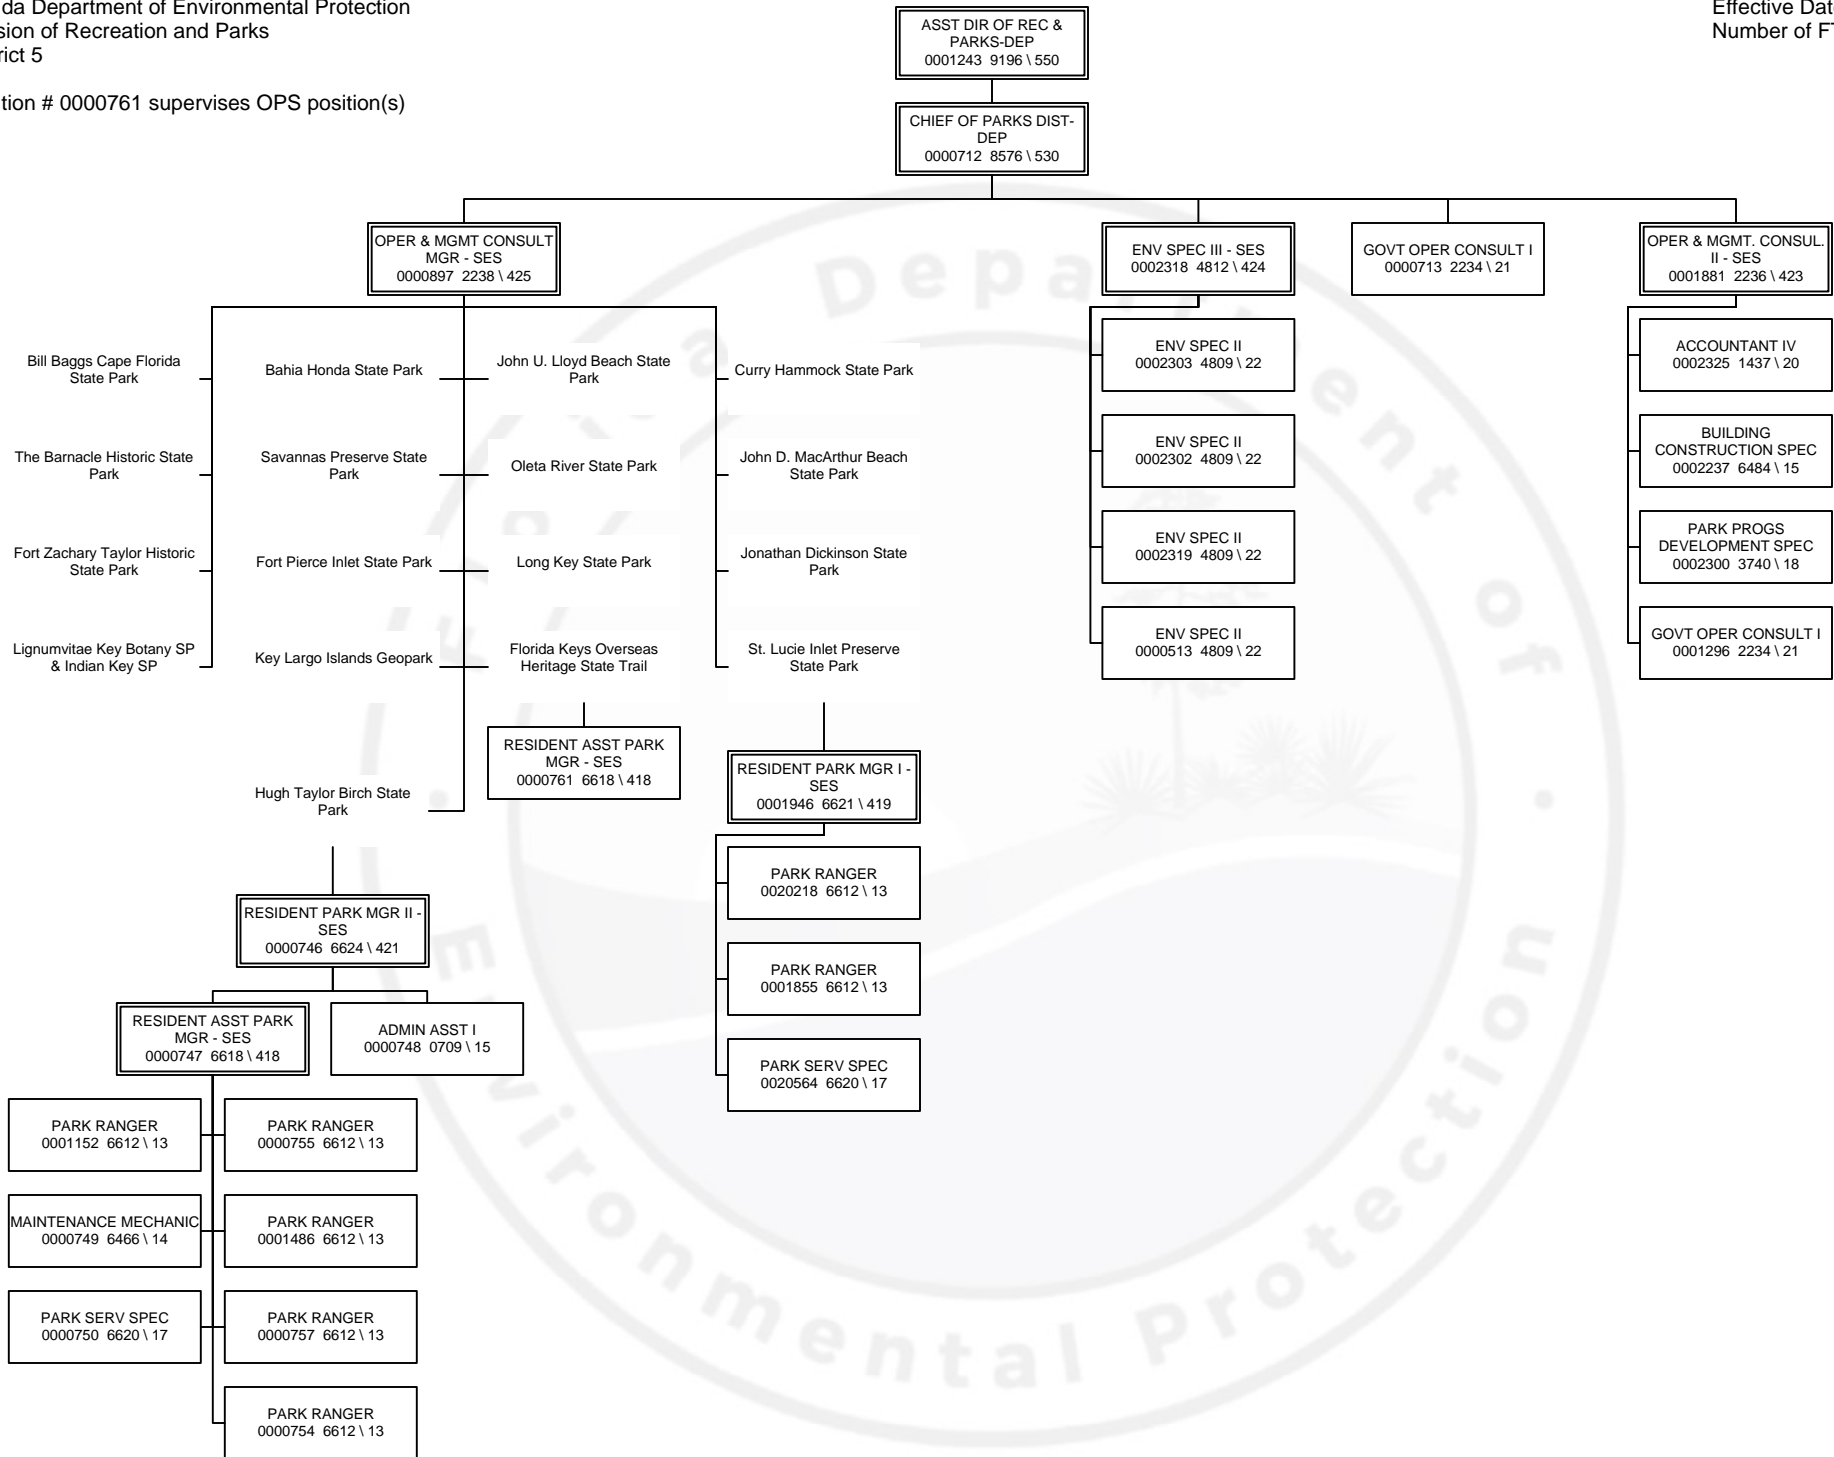 da Department of Environmental Protection
sion of Recreation and Parks
rict 5
tion # 0000761 supervises OPS position(s)
Effective Dat
Number of F
ASST DIR OF REC &
PARKS-DEP
0001243 9196 \ 550
CHIEF OF PARKS DIST-
DEP
0000712 8576 \ 530
OPER & MGMT CONSULT
MGR - SES
0000897 2238 \ 425
ENV SPEC III - SES
0002318 4812 \ 424
GOVT OPER CONSULT I
0000713 2234 \ 21
OPER & MGMT. CONSUL.
II - SES
0001881 2236 \ 423
Bill Baggs Cape Florida
State Park
Bahia Honda State Park
John U. Lloyd Beach State
Park
Curry Hammock State Park
ENV SPEC II
0002303 4809 \ 22
ACCOUNTANT IV
0002325 1437 \ 20
The Barnacle Historic State
Park
Savannas Preserve State
Park
Oleta River State Park
John D. MacArthur Beach
State Park
ENV SPEC II
0002302 4809 \ 22
BUILDING
CONSTRUCTION SPEC
0002237 6484 \ 15
Fort Zachary Taylor Historic
State Park
Fort Pierce Inlet State Park
Long Key State Park
Jonathan Dickinson State
Park
ENV SPEC II
0002319 4809 \ 22
PARK PROGS
DEVELOPMENT SPEC
0002300 3740 \ 18
Lignumvitae Key Botany SP
& Indian Key SP
Key Largo Islands Geopark
Florida Keys Overseas
Heritage State Trail
St. Lucie Inlet Preserve
State Park
ENV SPEC II
0000513 4809 \ 22
GOVT OPER CONSULT I
0001296 2234 \ 21
RESIDENT ASST PARK
MGR - SES
0000761 6618 \ 418
RESIDENT PARK MGR I -
SES
0001946 6621 \ 419
Hugh Taylor Birch State
Park
PARK RANGER
0020218 6612 \ 13
RESIDENT PARK MGR II -
SES
0000746 6624 \ 421
PARK RANGER
0001855 6612 \ 13
RESIDENT ASST PARK
MGR - SES
0000747 6618 \ 418
ADMIN ASST I
0000748 0709 \ 15
PARK SERV SPEC
0020564 6620 \ 17
PARK RANGER
0001152 6612 \ 13
PARK RANGER
0000755 6612 \ 13
MAINTENANCE MECHANIC
0000749 6466 \ 14
PARK RANGER
0001486 6612 \ 13
PARK SERV SPEC
0000750 6620 \ 17
PARK RANGER
0000757 6612 \ 13
PARK RANGER
0000754 6612 \ 13
Department of
Environmental Protection